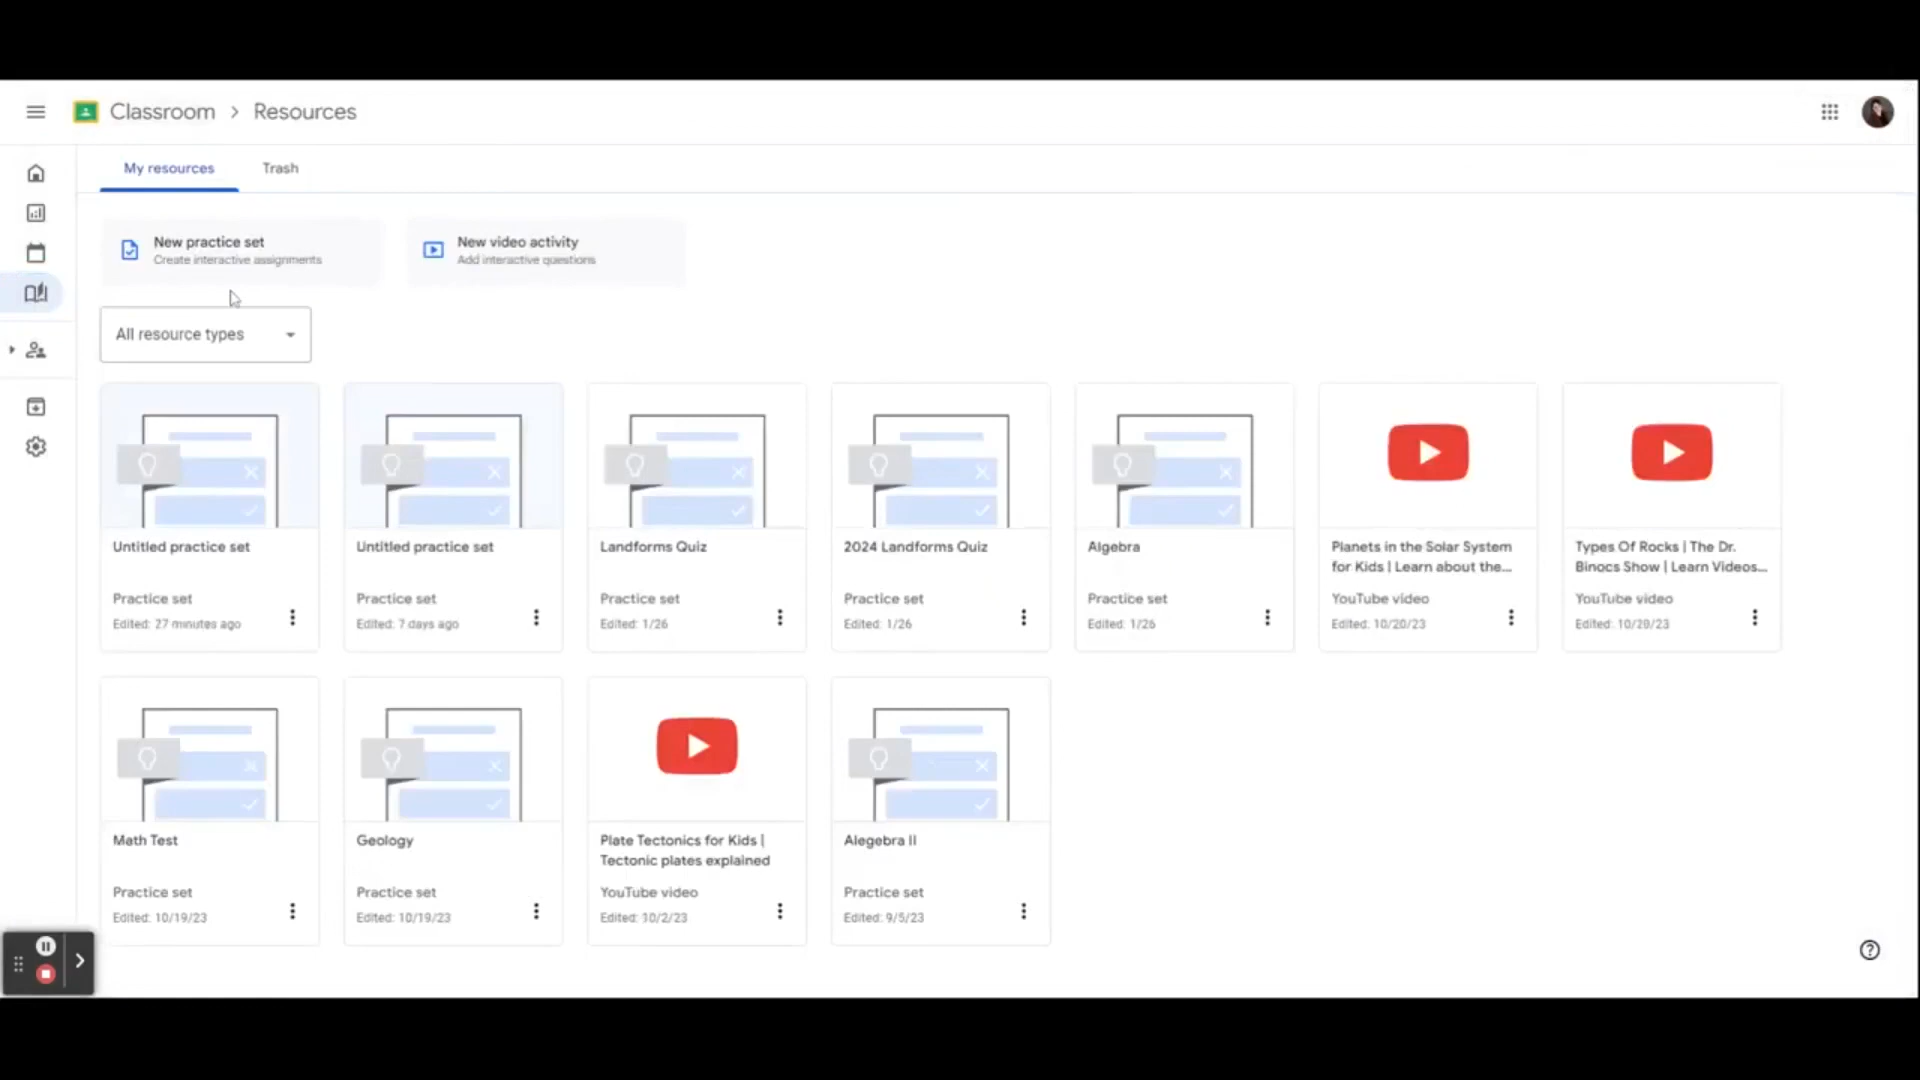 Classroom > Resources
My resources
Trash
New practice set
Create interactive assignments
New video activity
Add interactive questions
All resource types
Untitled practice set
Practice set
Edited: 27 minutes ago
Untitled practice set
Practice set
Edited: 7 days ago
Landforms Quiz
Practice set
Edited: 1/26
2024 Landforms Quiz
Practice set
Edited: 1/26
Algebra
Practice set
Edited: 1/26
Planets in the Solar System
for Kids | Learn about the...
YouTube video
Edited: 10/20/23
Types Of Rocks | The Dr.
Binocs Show | Learn Videos...
YouTube video
Edited: 10/20/23
Math Test
Practice set
Edited: 10/19/23
Geology
Practice set
Edited: 10/19/23
Plate Tectonics for Kids |
Tectonic plates explained
YouTube video
Edited: 10/2/23
Alegebra II
Practice set
Edited: 9/5/23